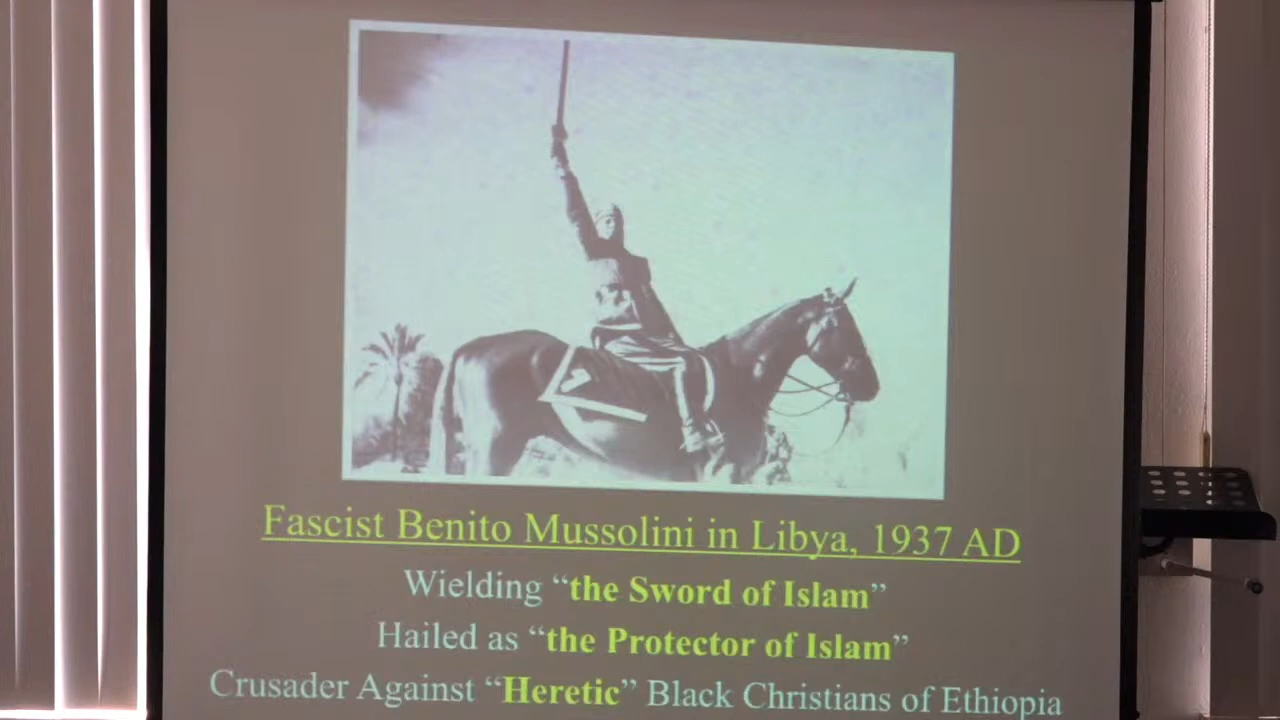 Fascist Benito Mussolini in Libya, 1937 AD
Wielding “the Sword of Islam”
Hailed as “the Protector of Islam”
Crusader Against “Heretic” Black Christians of Ethiopia